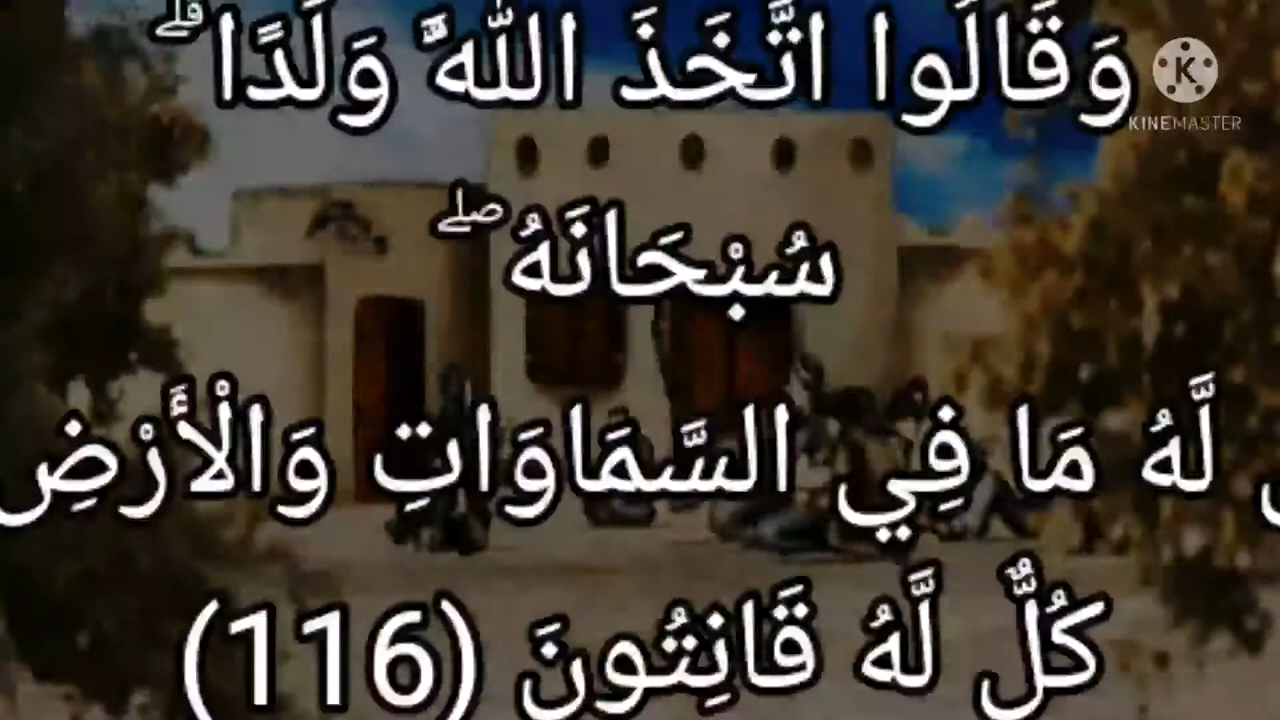 وَقَالُوا اتَّخَذَ اللَّهُ وَلَدًا ۗ
سُبْحَانَهُ ۖ
لَّهُ مَا فِي السَّمَاوَاتِ وَالْأَرْضِ
كُلٌّ لَّهُ قَانِتُونَ (116)
K
KINEMASTER